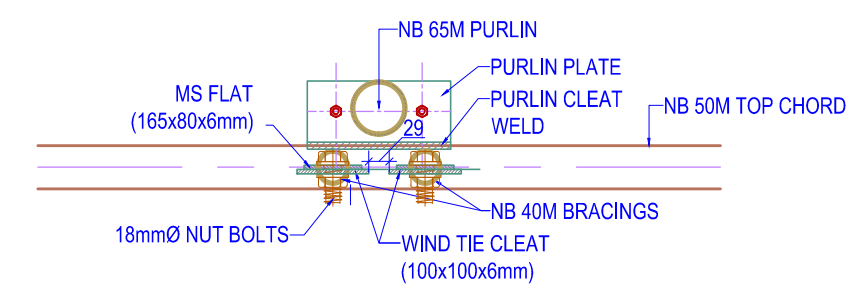 NB 65M PURLIN
PURLIN PLATE
MS FLAT
(165x80x6mm)
PURLIN CLEAT
WELD
NB 50M TOP CHORD
29
NB 40M BRACINGS
18mmØ NUT BOLTS
WIND TIE CLEAT
(100x100x6mm)